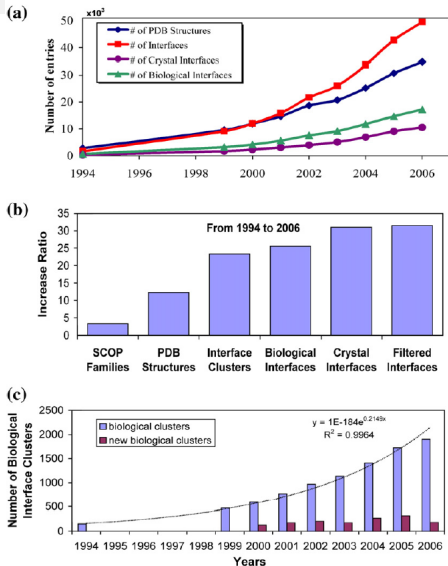 (a)
x10³
Number of entries
50
40
30
20
10
0
# of PDB Structures
# of Interfaces
# of Crystal Interfaces
# of Biological Interfaces
1994 1996 1998 2000 2002 2004 2006
(b)
Increase Ratio
35
30
25
20
15
10
5
0
From 1994 to 2006
SCOP Families
PDB Structures
Interface Clusters
Biological Interfaces
Crystal Interfaces
Filtered Interfaces
(c)
Number of Biological
Interface Clusters
2500
2000
1500
1000
500
0
biological clusters
new biological clusters
y = 1E-184e^0.2149x
R² = 0.9964
1994 1995 1996 1997 1998 1999 2000 2001 2002 2003 2004 2005 2006
Years